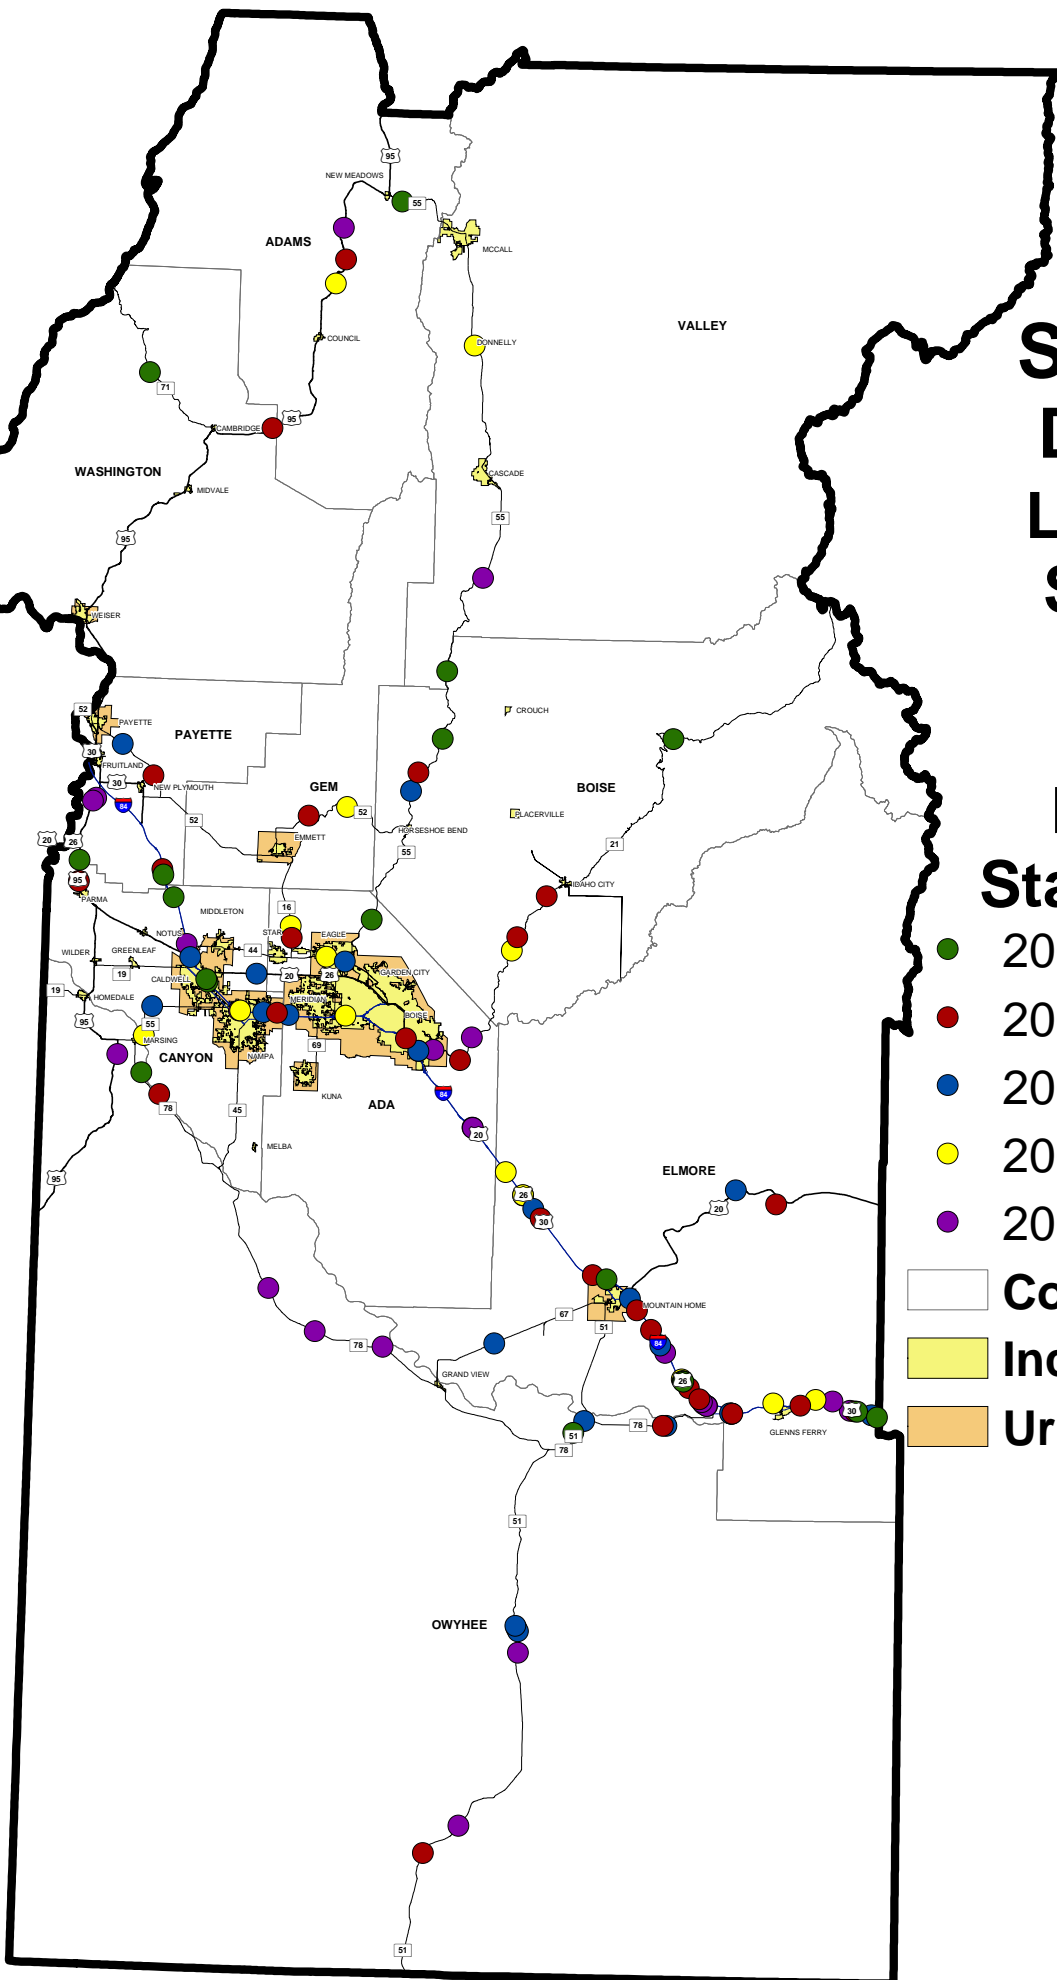 95
NEW MEADOWS
55
ADAMS
MCCALL
VALLEY
COUNCIL
DONNELLY
S
71
95
CAMBRIDGE
D
WASHINGTON
CASCADE
MIDVALE
L
55
95
S
WEISER
52
PAYETTE
CROUCH
PAYETTE
30
FRUITLAND
30
NEW PLYMOUTH
GEM
BOISE
84
52
52
PLACERVILLE
EMMETT
HORSESHOE BEND
20
26
55
21
95
IDAHO CITY
Sta
PARMA
16
MIDDLETON
NOTUS
STAR
EAGLE
20
WILDER
GREENLEAF
44
19
CALDWELL
20
26
GARDEN CITY
19
HOMEDALE
MERIDIAN
BOISE
20
95
55
MARSING
CANYON
NAMPA
69
20
KUNA
84
78
45
ADA
20
MELBA
20
ELMORE
95
26
20
30
20
67
MOUNTAIN HOME
Co
51
78
84
GRAND VIEW
26
Inc
30
78
51
GLENNS FERRY
Ur
78
51
OWYHEE
51